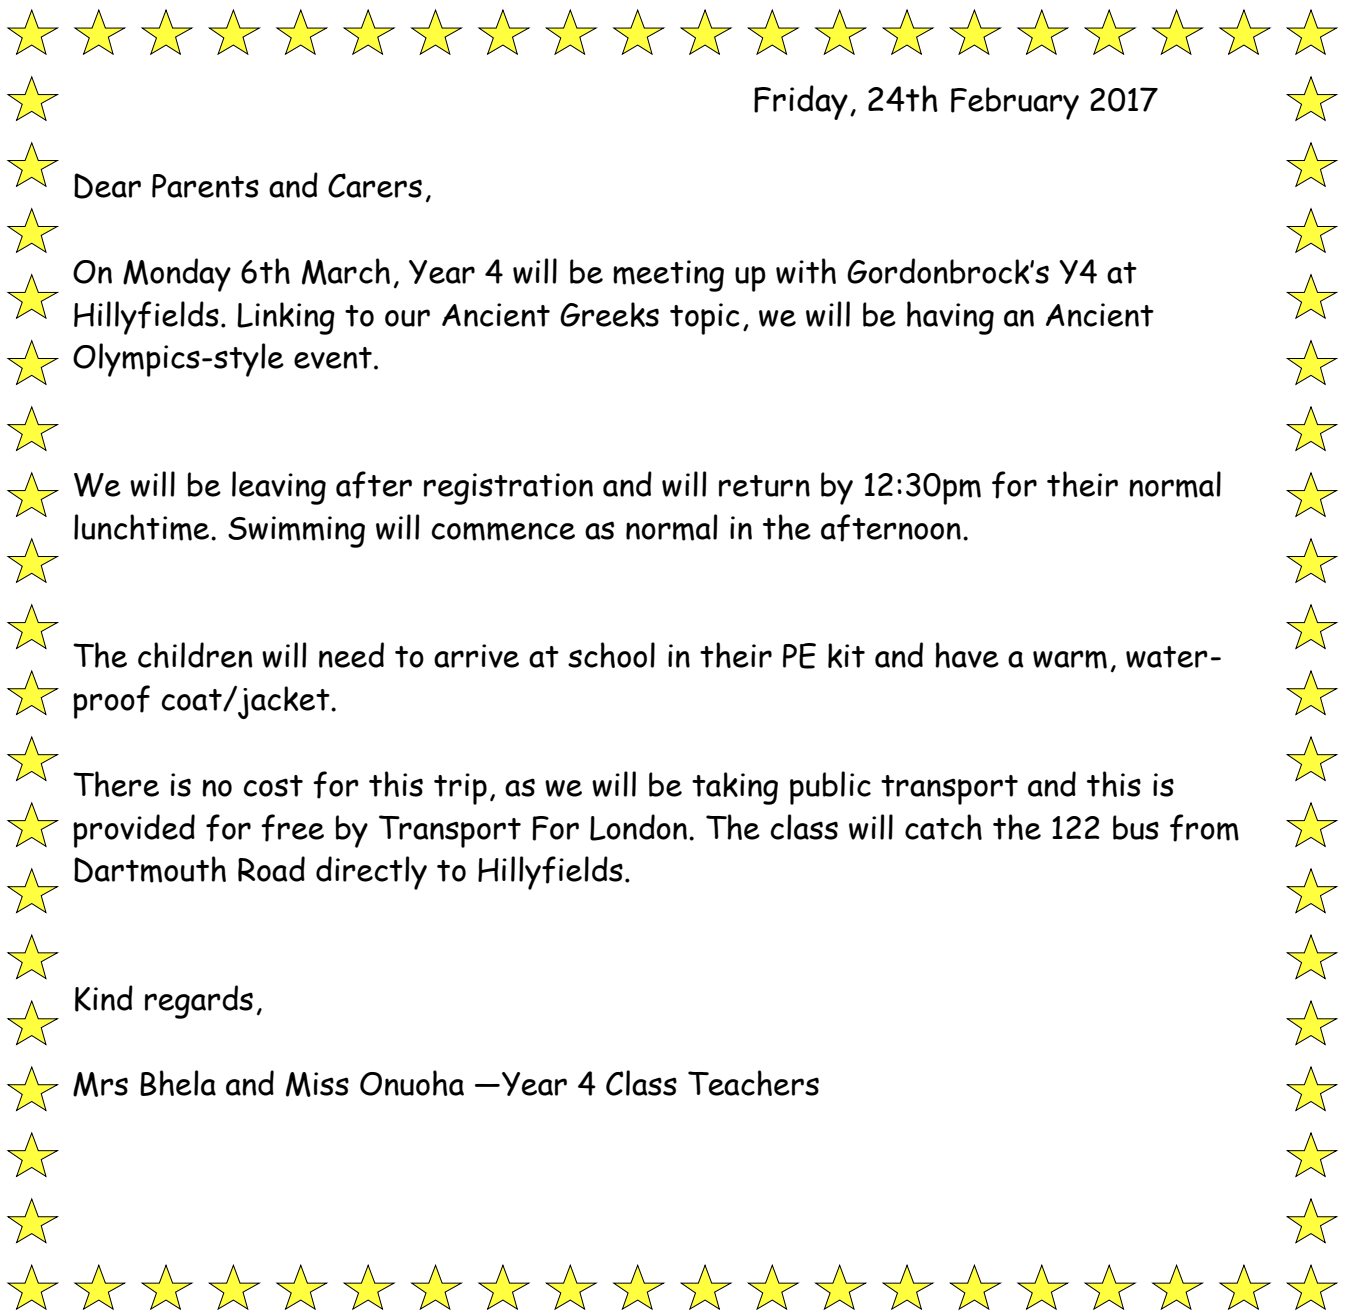 Friday, 24th February 2017
Dear Parents and Carers,
On Monday 6th March, Year 4 will be meeting up with Gordonbrock’s Y4 at
Hillyfields. Linking to our Ancient Greeks topic, we will be having an Ancient
Olympics-style event.
We will be leaving after registration and will return by 12:30pm for their normal
lunchtime. Swimming will commence as normal in the afternoon.
The children will need to arrive at school in their PE kit and have a warm, water-
proof coat/jacket.
There is no cost for this trip, as we will be taking public transport and this is
provided for free by Transport For London. The class will catch the 122 bus from
Dartmouth Road directly to Hillyfields.
Kind regards,
Mrs Bhela and Miss Onuoha —Year 4 Class Teachers